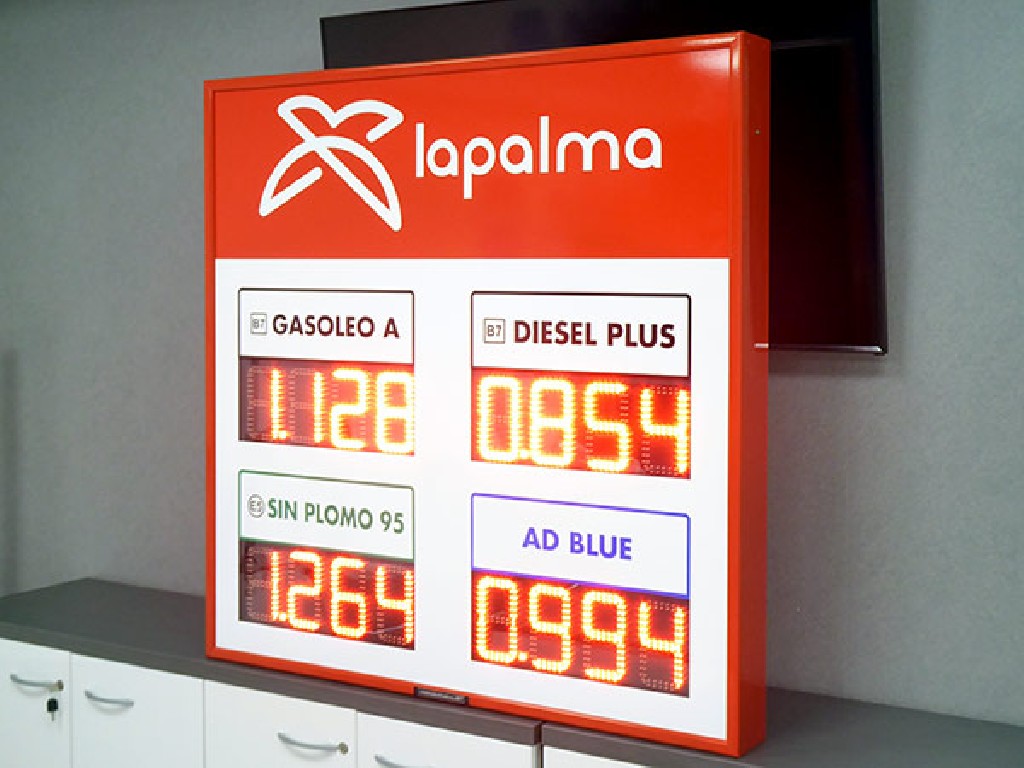 lapalma
B7 GASOLEO A
1.128
B7 DIESEL PLUS
0.854
E5 SIN PLOMO 95
1.264
AD BLUE
0.994